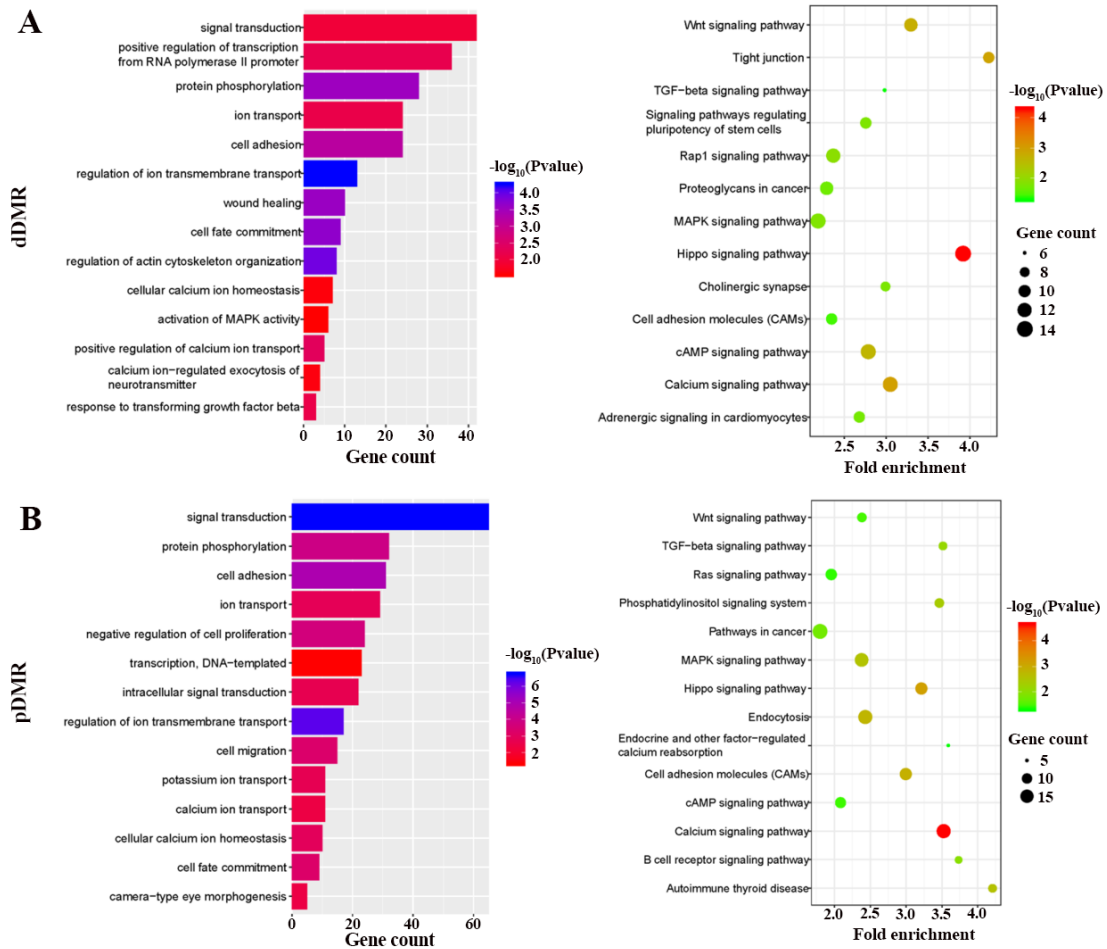 A
dDMR
signal transduction
positive regulation of transcription
from RNA polymerase II promoter
protein phosphorylation
ion transport
cell adhesion
regulation of ion transmembrane transport
wound healing
cell fate commitment
regulation of actin cytoskeleton organization
cellular calcium ion homeostasis
activation of MAPK activity
positive regulation of calcium ion transport
calcium ion−regulated exocytosis of
neurotransmitter
response to transforming growth factor beta
0 10 20 30 40
Gene count
-log10(Pvalue)
4.0
3.5
3.0
2.5
2.0
Wnt signaling pathway
Tight junction
TGF−beta signaling pathway
Signaling pathways regulating
pluripotency of stem cells
Rap1 signaling pathway
Proteoglycans in cancer
MAPK signaling pathway
Hippo signaling pathway
Cholinergic synapse
Cell adhesion molecules (CAMs)
cAMP signaling pathway
Calcium signaling pathway
Adrenergic signaling in cardiomyocytes
2.5 3.0 3.5 4.0
Fold enrichment
-log10(Pvalue)
4
3
2
Gene count
6
8
10
12
14
B
pDMR
signal transduction
protein phosphorylation
cell adhesion
ion transport
negative regulation of cell proliferation
transcription, DNA−templated
intracellular signal transduction
regulation of ion transmembrane transport
cell migration
potassium ion transport
calcium ion transport
cellular calcium ion homeostasis
cell fate commitment
camera−type eye morphogenesis
0 20 40 60
Gene count
-log10(Pvalue)
6
5
4
3
2
Wnt signaling pathway
TGF−beta signaling pathway
Ras signaling pathway
Phosphatidylinositol signaling system
Pathways in cancer
MAPK signaling pathway
Hippo signaling pathway
Endocytosis
Endocrine and other factor−regulated
calcium reabsorption
Cell adhesion molecules (CAMs)
cAMP signaling pathway
Calcium signaling pathway
B cell receptor signaling pathway
Autoimmune thyroid disease
2.0 2.5 3.0 3.5 4.0
Fold enrichment
-log10(Pvalue)
4
3
2
Gene count
5
10
15